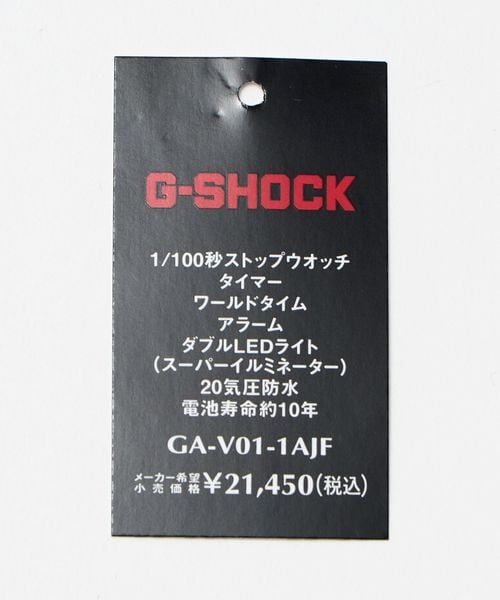 G-SHOCK
1/100秒ストップウオッチ
タイマー
ワールドタイム
アラーム
ダブルLEDライト
(スーパーイルミネーター)
20気圧防水
電池寿命約10年
GA-V01-1AJF
メーカー希望小売価格 ¥21,450(税込)